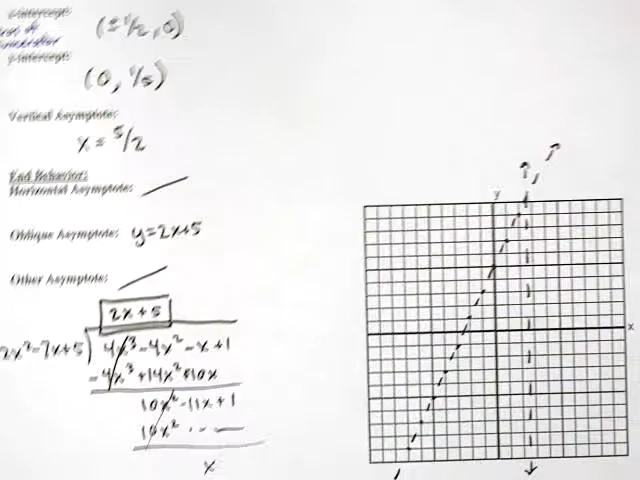 x-intercept:
(±1/2, 0)
y-intercept:
(0, 1/5)
Vertical Asymptote:
x = 5/2
End Behavior:
Horizontal Asymptote:
Oblique Asymptote: y=2x+5
Other Asymptote:
2x+5
2x²-7x+5 4x³-4x²-x+1
-4x³+14x²+10x
10x²-11x+1
10x²
x
y
x